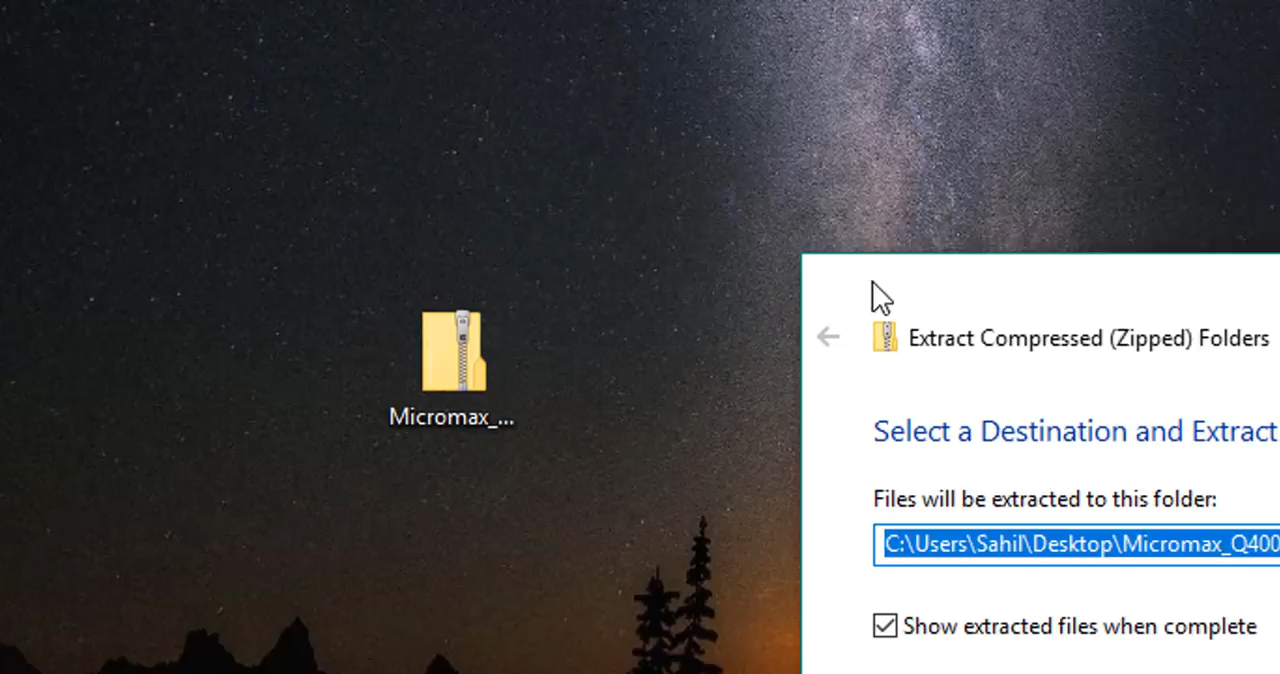 Micromax_...
Extract Compressed (Zipped) Folders
Select a Destination and Extract
Files will be extracted to this folder:
C:\Users\Sahil\Desktop\Micromax_Q400
Show extracted files when complete